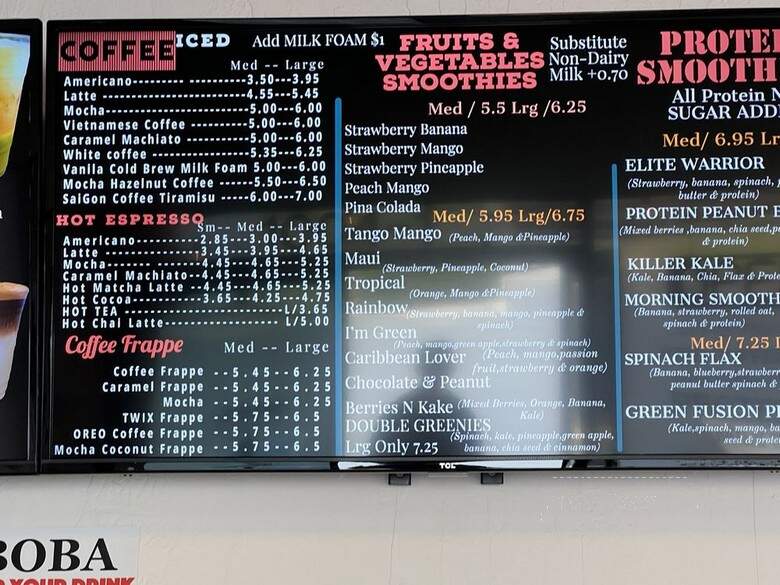 COFFEE ICED Add MILK FOAM $1
Med -- Large
Americano--------- ----------3.50---3.95
Latte --------------------------4.55---5.45
Mocha-------------------------5.00---6.00
Vietnamese Coffee -----------5.00---6.00
Caramel Machiato -----------5.00---6.00
White coffee -----------------5.35---6.25
Vanilla Cold Brew Milk Foam 5.00---6.00
Mocha Hazelnut Coffee ------5.50---6.50
SaiGon Coffee Tiramisu -----6.00---7.00
HOT ESPRESSO
Sm-- Med -- Large
Americano----------2.85---3.00---3.95
Latte ----------------3.45---3.95---4.65
Mocha---------------4.45---4.65---5.25
Caramel Machiato--4.45---4.65---5.25
Hot Matcha Latte --4.45---4.65---5.25
Hot Cocoa-----------3.65---4.25---4.75
HOT TEA --------------------------L/3.65
Hot Chai Latte-------------------L/5.00
Coffee Frappe Med -- Large
Coffee Frappe --5.45--6.25
Caramel Frappe --5.45--6.25
Mocha --5.45--6.25
TWIX Frappe --5.75--6.5
OREO Coffee Frappe --5.75--6.5
Mocha Coconut Frappe --5.75--6.5
FRUITS &
VEGETABLES
SMOOTHIES
Substitute
Non-Dairy
Milk +0.70
Med / 5.5 Lrg /6.25
Strawberry Banana
Strawberry Mango
Strawberry Pineapple
Peach Mango
Pina Colada
Med/ 5.95 Lrg/6.75
Tango Mango (Peach, Mango &Pineapple)
Maui
(Strawberry, Pineapple, Coconut)
Tropical
(Orange, Mango &Pineapple)
Rainbow (Strawberry, banana, mango, pineapple &
spinach)
I'm Green
(Peach, mango,green apple,strawberry & spinach)
Caribbean Lover (Peach, mango,passion
fruil,strawberry & orange)
Chocolate & Peanut
Berries N Kake (Mixed Berries, Orange, Banana,
Kale)
DOUBLE GREENIES
(Spinach, kale, pineapple,green apple,
Lrg Only 7.25 banana, chia seed & cinnamon)
PROTE
SMOOTH
All Protein N
SUGAR ADD
Med/ 6.95 Lr
ELITE WARRIOR
(Strawberry, banana, spinach,
butter & protein)
PROTEIN PEANUT
(Mixed berries ,banana, chia seed,
& protein)
KILLER KALE
(Kale, Banana, Chia, Flax & Prote
MORNING SMOOTH
(Banana, strawberry, rolled oat,
spinach & protein)
Med/ 7.25
SPINACH FLAX
(Banana, blueberry,strawberr
peanut butter spinach &
GREEN FUSION P
(Kale,spinach, mango, ba
seed & protei
TCL
BOBA
YOUR DRINK